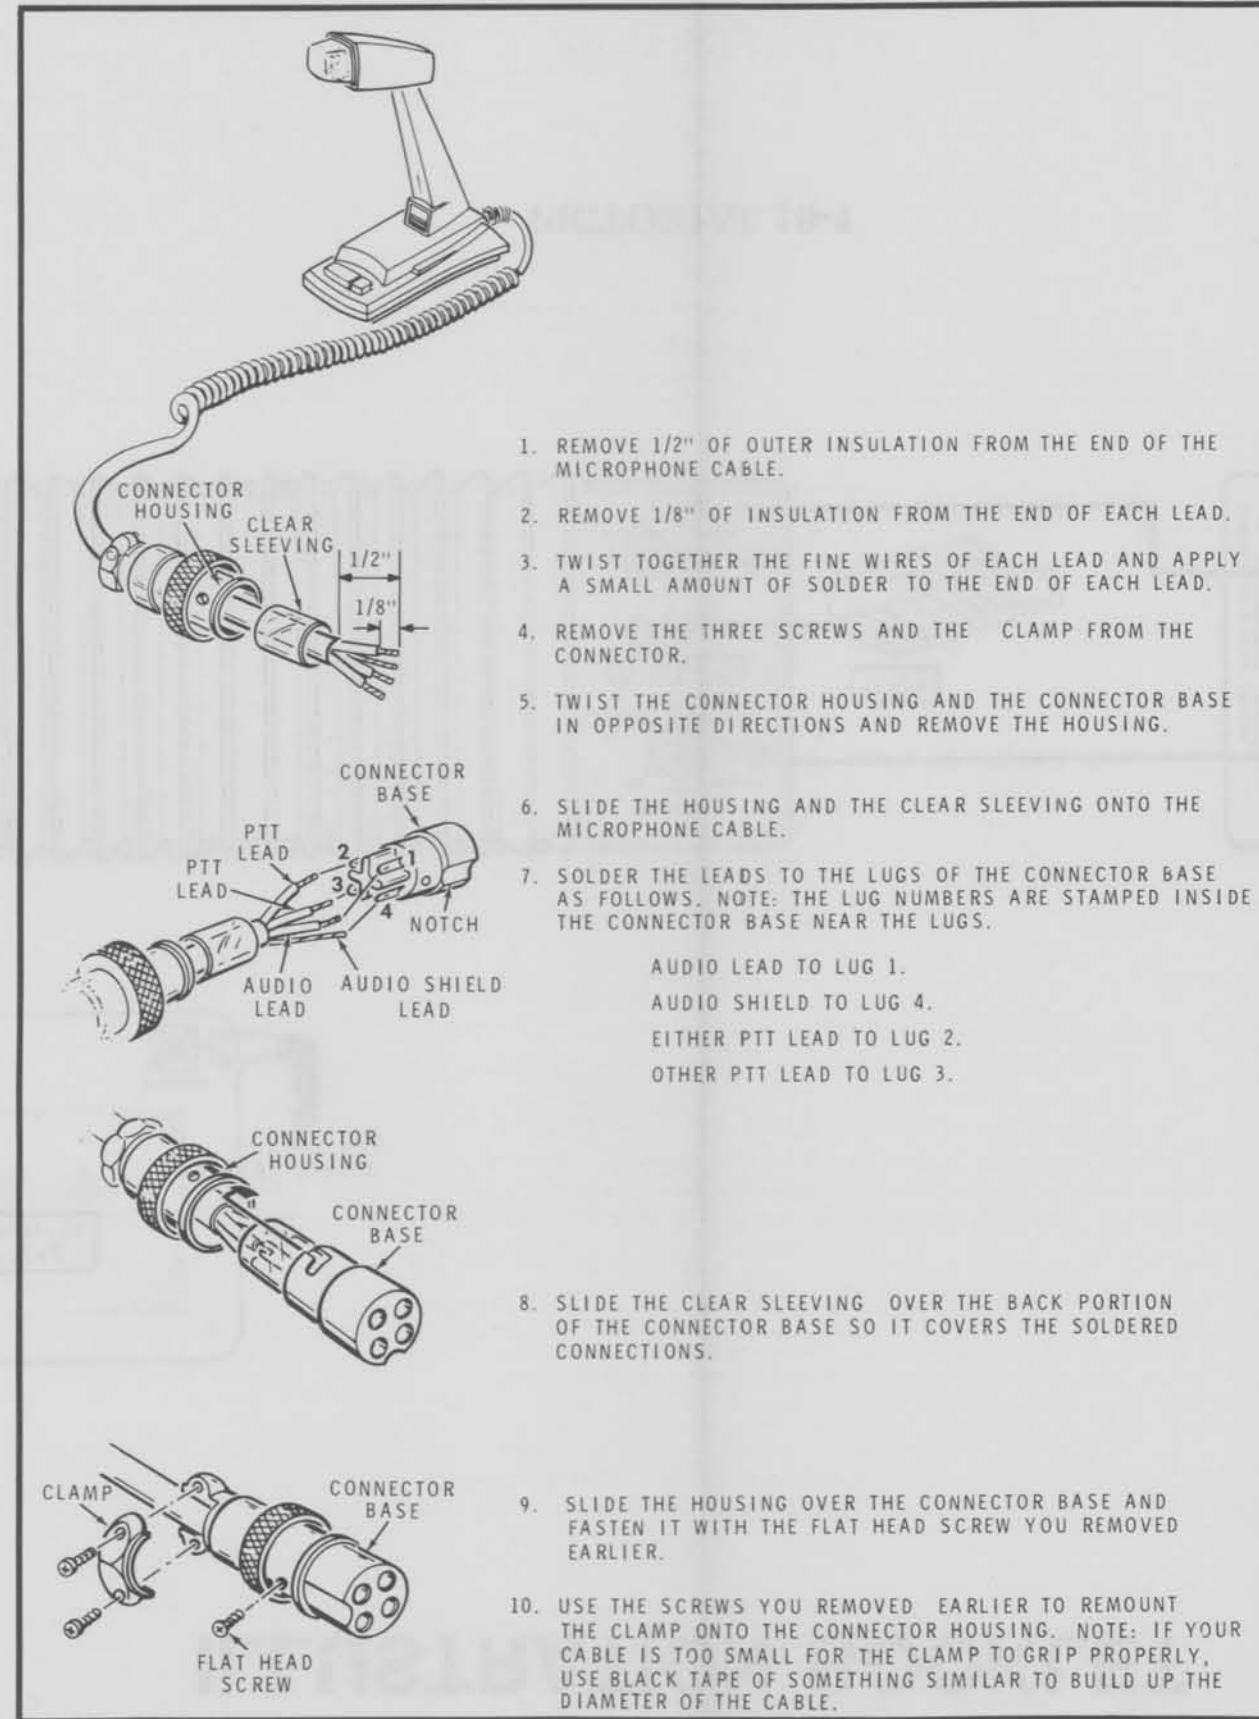 CONNECTOR
HOUSING
CLEAR
SLEEVING
1/2"
1/8"
1. REMOVE 1/2" OF OUTER INSULATION FROM THE END OF THE
MICROPHONE CABLE.
2. REMOVE 1/8" OF INSULATION FROM THE END OF EACH LEAD.
3. TWIST TOGETHER THE FINE WIRES OF EACH LEAD AND APPLY
A SMALL AMOUNT OF SOLDER TO THE END OF EACH LEAD.
4. REMOVE THE THREE SCREWS AND THE CLAMP FROM THE
CONNECTOR.
5. TWIST THE CONNECTOR HOUSING AND THE CONNECTOR BASE
IN OPPOSITE DIRECTIONS AND REMOVE THE HOUSING.
CONNECTOR
BASE
PTT
LEAD
PTT
LEAD
2
1
3
4
NOTCH
AUDIO
LEAD
AUDIO SHIELD
LEAD
6. SLIDE THE HOUSING AND THE CLEAR SLEEVING ONTO THE
MICROPHONE CABLE.
7. SOLDER THE LEADS TO THE LUGS OF THE CONNECTOR BASE
AS FOLLOWS. NOTE: THE LUG NUMBERS ARE STAMPED INSIDE
THE CONNECTOR BASE NEAR THE LUGS.
AUDIO LEAD TO LUG 1.
AUDIO SHIELD TO LUG 4.
EITHER PTT LEAD TO LUG 2.
OTHER PTT LEAD TO LUG 3.
CONNECTOR
HOUSING
CONNECTOR
BASE
8. SLIDE THE CLEAR SLEEVING OVER THE BACK PORTION
OF THE CONNECTOR BASE SO IT COVERS THE SOLDERED
CONNECTIONS.
CLAMP
CONNECTOR
BASE
FLAT HEAD
SCREW
9. SLIDE THE HOUSING OVER THE CONNECTOR BASE AND
FASTEN IT WITH THE FLAT HEAD SCREW YOU REMOVED
EARLIER.
10. USE THE SCREWS YOU REMOVED EARLIER TO REMOUNT
THE CLAMP ONTO THE CONNECTOR HOUSING. NOTE: IF YOUR
CABLE IS TOO SMALL FOR THE CLAMP TO GRIP PROPERLY,
USE BLACK TAPE OF SOMETHING SIMILAR TO BUILD UP THE
DIAMETER OF THE CABLE.